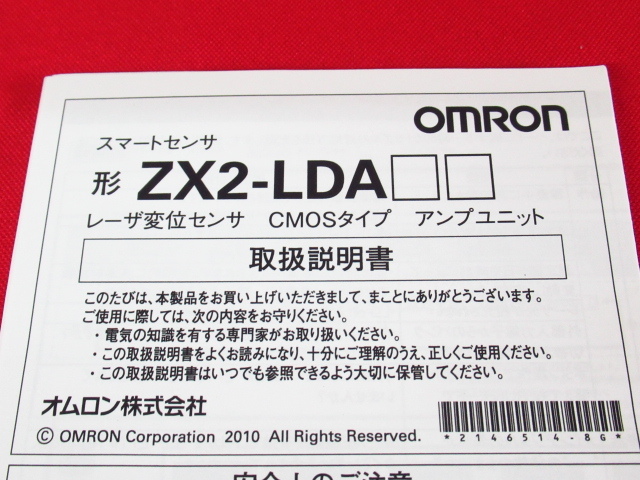 OMRON
スマートセンサ
形 ZX2-LDA□□
レーザ変位センサ CMOSタイプ アンプユニット
取扱説明書
このたびは、本製品をお買い上げいただきまして、まことにありがとうございます。
ご使用に際しては、次の内容をお守りください。
・電気の知識を有する専門家がお取り扱いください。
・この取扱説明書をよくお読みになり、十分にご理解のうえ、正しくご使用ください。
・この取扱説明書はいつでも参照できるよう大切に保管してください。
オムロン株式会社
© OMRON Corporation 2010 All Rights Reserved.
*2146514-8G*
安全上のご注意